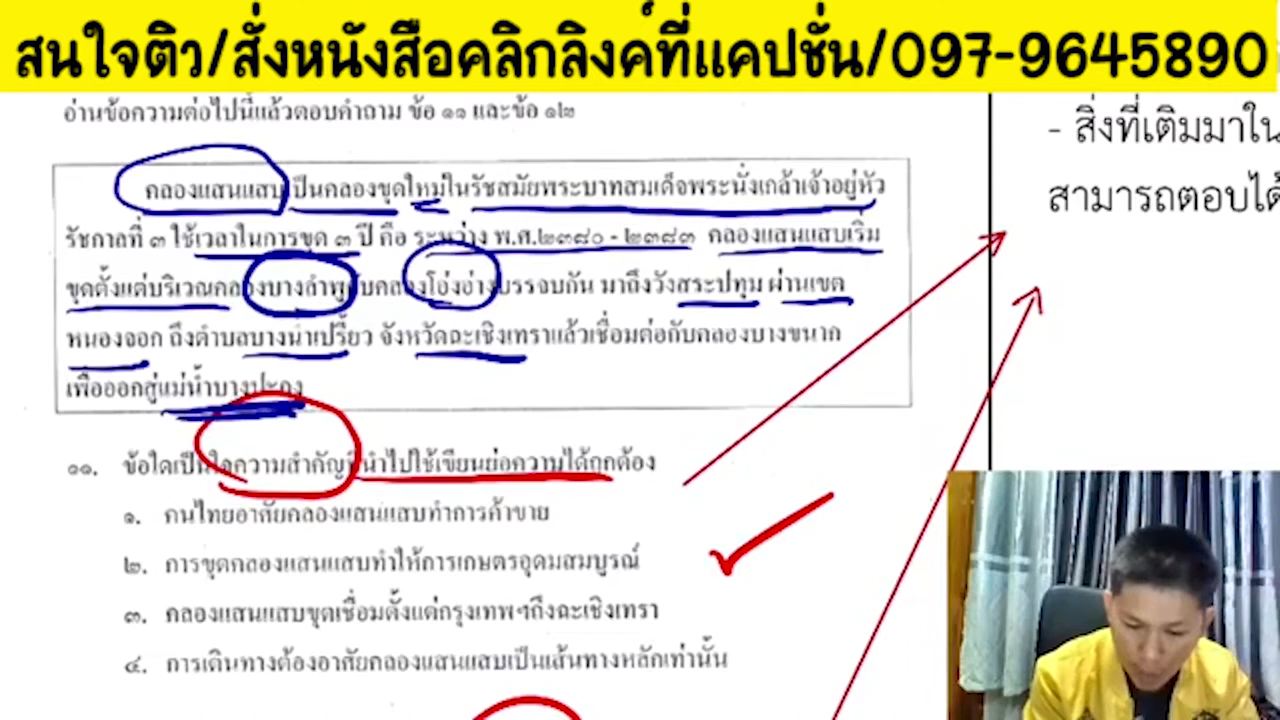 สนใจติว/สั่งหนังสือคลิกลิงค์ที่แคปชั่น/097-9645890
อ่านข้อความต่อไปนี้แล้วตอบคำถาม ข้อ ๑๑ และข้อ ๑๒
- สิ่งที่เติมมาใน
สามารถตอบได้
คลองแสนแสบเป็นคลองขุดใหม่ในรัชสมัยพระบาทสมเด็จพระนั่งเกล้าเจ้าอยู่หัว
รัชกาลที่ ๓ ใช้เวลาในการขุด ๓ ปี คือ ระหว่าง พ.ศ.๒๓๘๐ - ๒๓๘๓ คลองแสนแสบเริ่ม
ขุดตั้งแต่บริเวณคลองบางลำพูกับคลองโอ่งอ่างบรรจบกัน มาถึงวังสระปทุม ผ่านเขต
หนองจอก ถึงตำบลบางน้ำเปรี้ยว จังหวัดฉะเชิงเทราแล้วเชื่อมต่อกับคลองบางขนาก
เพื่อออกสู่แม่น้ำบางปะกง
๑๑. ข้อใดเป็นใจความสำคัญที่นำไปใช้เขียนย่อความได้ถูกต้อง
๑. คนไทยอาศัยคลองแสนแสบทำการค้าขาย
๒. การขุดคลองแสนแสบทำให้การเกษตรอุดมสมบูรณ์
๓. คลองแสนแสบขุดเชื่อมตั้งแต่กรุงเทพฯถึงฉะเชิงเทรา
๔. การเดินทางต้องอาศัยคลองแสนแสบเป็นเส้นทางหลักเท่านั้น